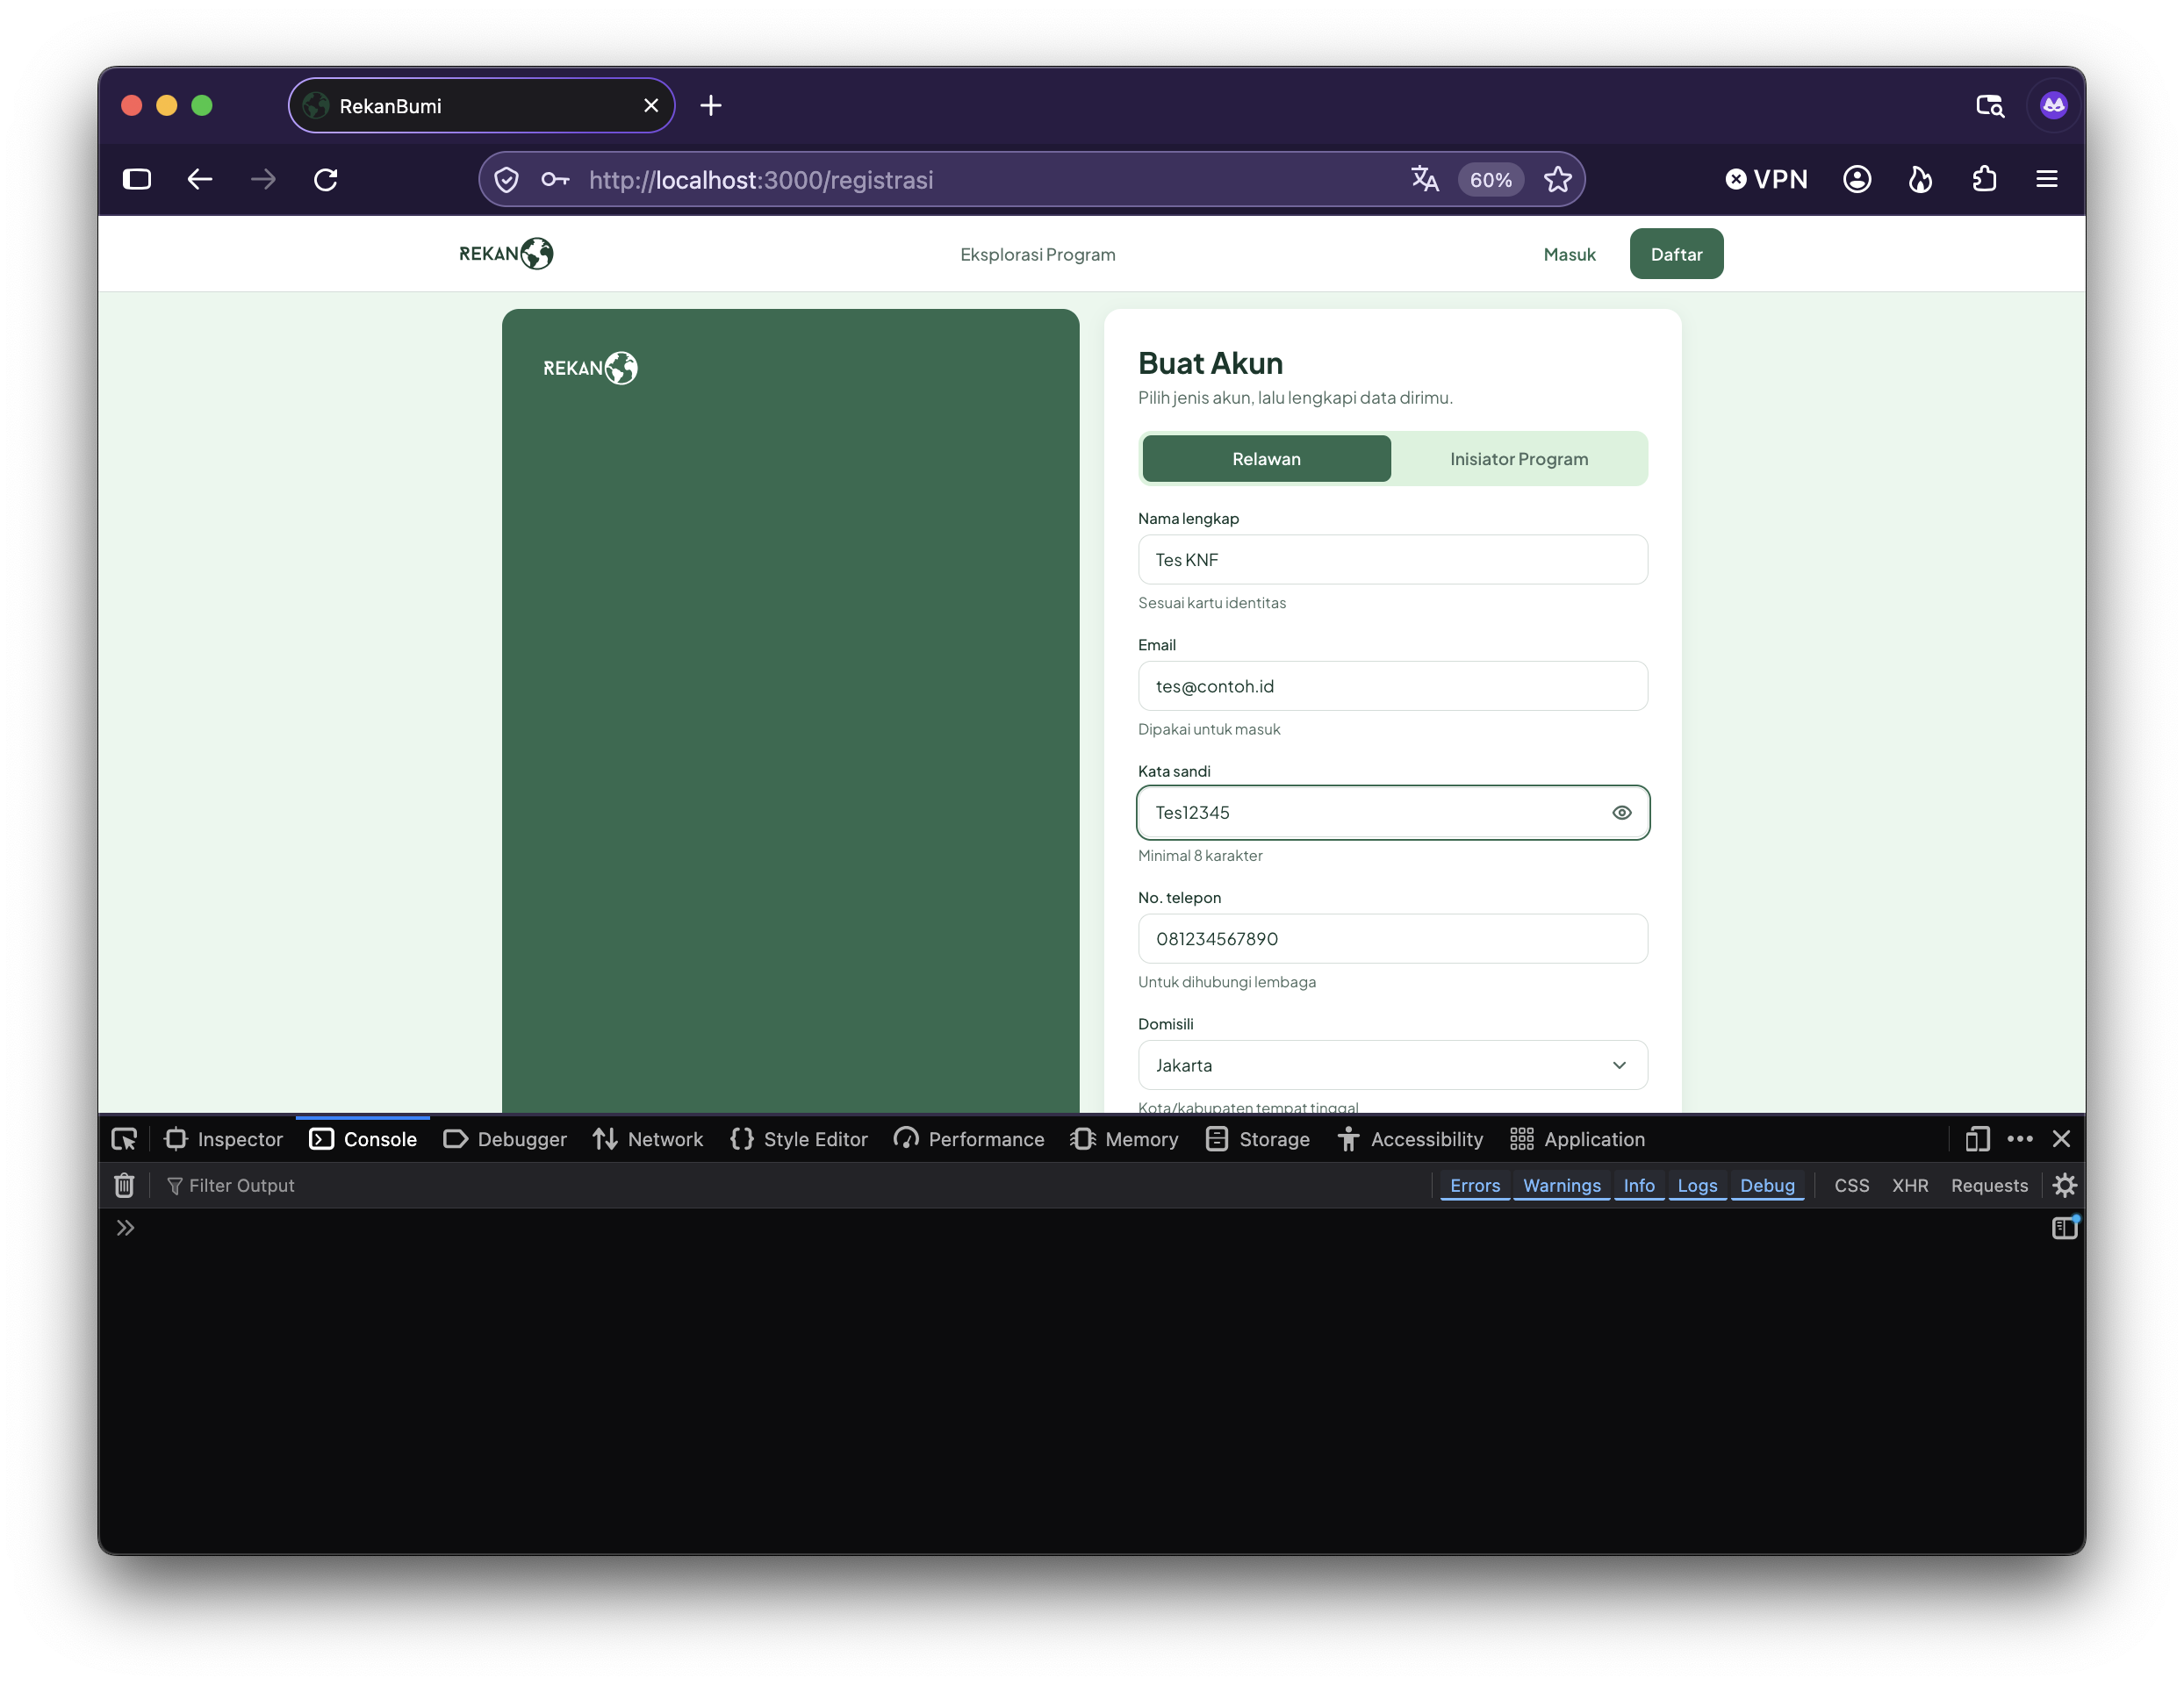 RekanBumi
http://localhost:3000/registrasi
60%
VPN
REKAN
Eksplorasi Program
Masuk
Daftar
REKAN
Buat Akun
Pilih jenis akun, lalu lengkapi data dirimu.
Relawan
Inisiator Program
Nama lengkap
Tes KNF
Sesuai kartu identitas
Email
tes@contoh.id
Dipakai untuk masuk
Kata sandi
Tes12345
Minimal 8 karakter
No. telepon
081234567890
Untuk dihubungi lembaga
Domisili
Jakarta
Kota/kabupaten tempat tinggal
Inspector
Console
Debugger
Network
Style Editor
Performance
Memory
Storage
Accessibility
Application
Filter Output
Errors
Warnings
Info
Logs
Debug
CSS
XHR
Requests